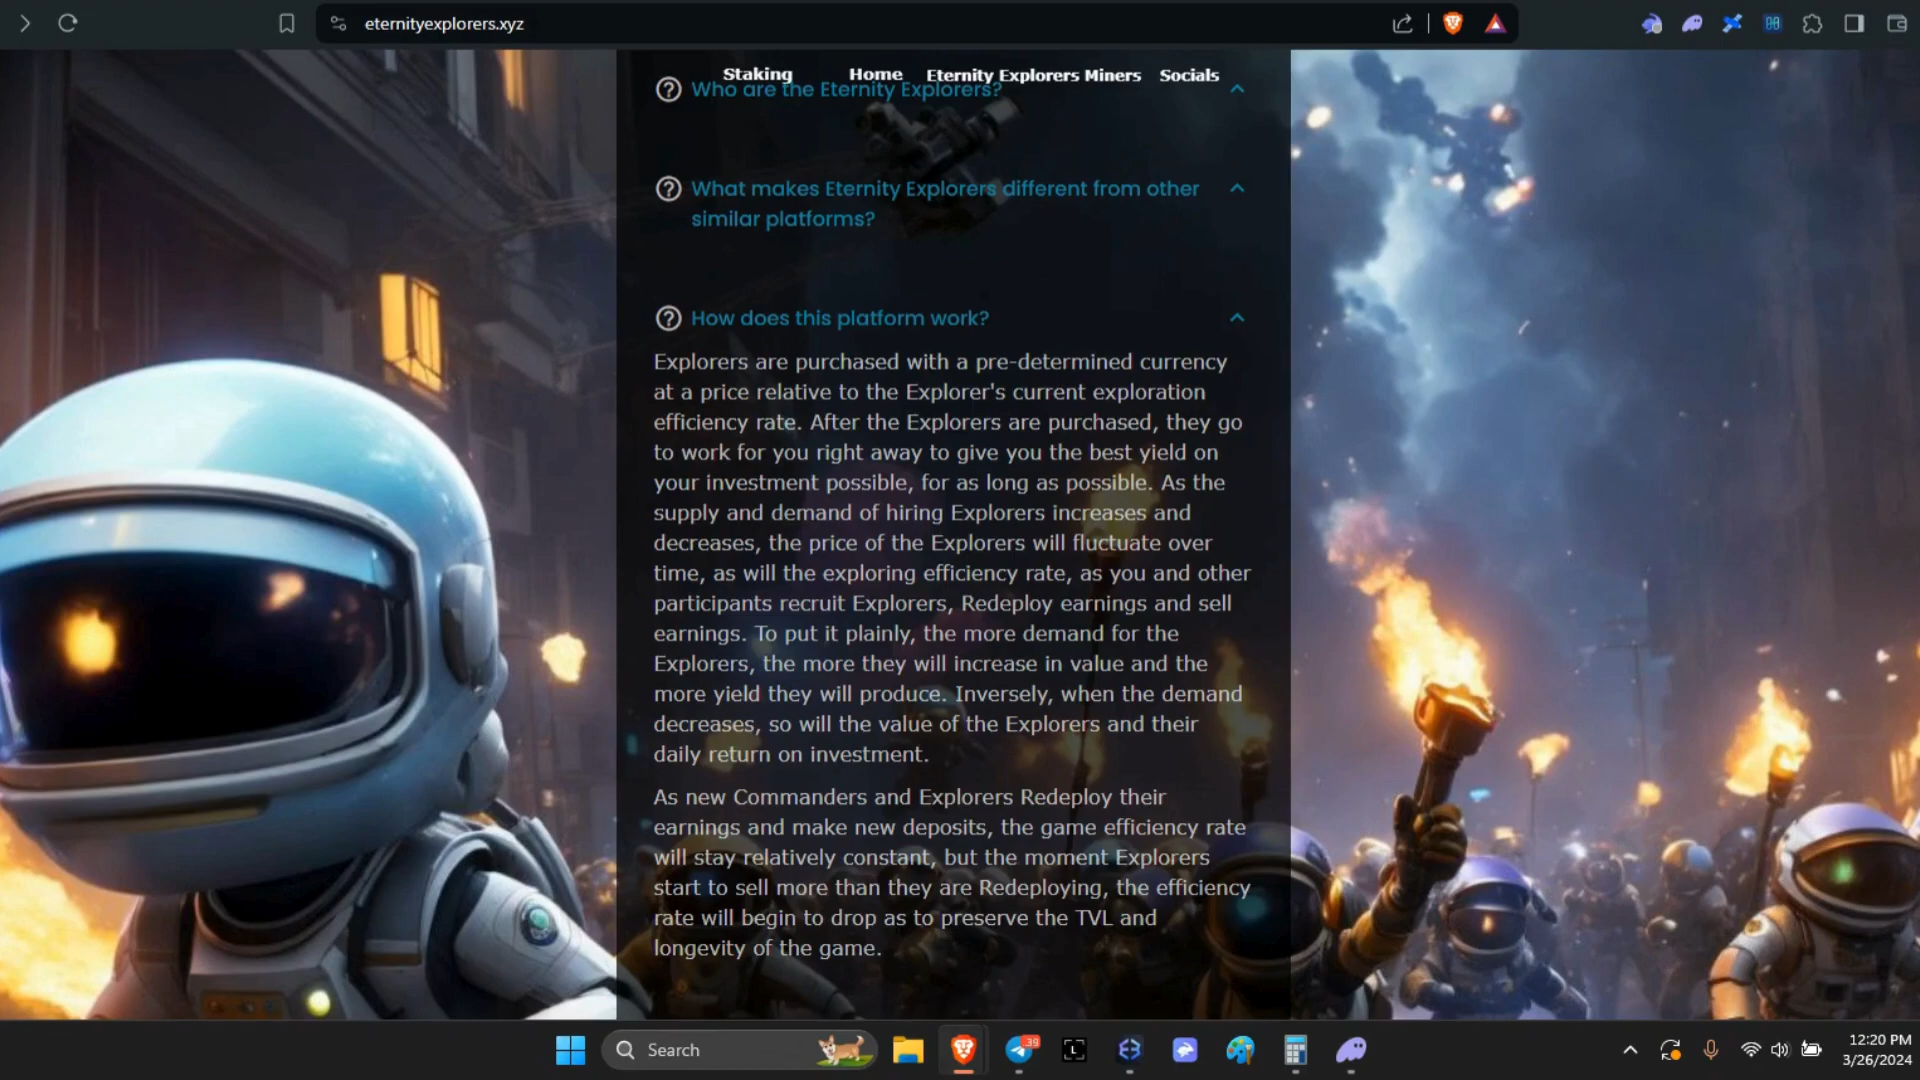 eternityexplorers.xyz
Staking Home Eternity Explorers Miners Socials
Who are the Eternity Explorers?
What makes Eternity Explorers different from other
similar platforms?
How does this platform work?
Explorers are purchased with a pre-determined currency
at a price relative to the Explorer's current exploration
efficiency rate. After the Explorers are purchased, they go
to work for you right away to give you the best yield on
your investment possible, for as long as possible. As the
supply and demand of hiring Explorers increases and
decreases, the price of the Explorers will fluctuate over
time, as will the exploring efficiency rate, as you and other
participants recruit Explorers, Redeploy earnings and sell
earnings. To put it plainly, the more demand for the
Explorers, the more they will increase in value and the
more yield they will produce. Inversely, when the demand
decreases, so will the value of the Explorers and their
daily return on investment.
As new Commanders and Explorers Redeploy their
earnings and make new deposits, the game efficiency rate
will stay relatively constant, but the moment Explorers
start to sell more than they are Redeploying, the efficiency
rate will begin to drop as to preserve the TVL and
longevity of the game.
Search
39
L
12:20 PM
3/26/2024